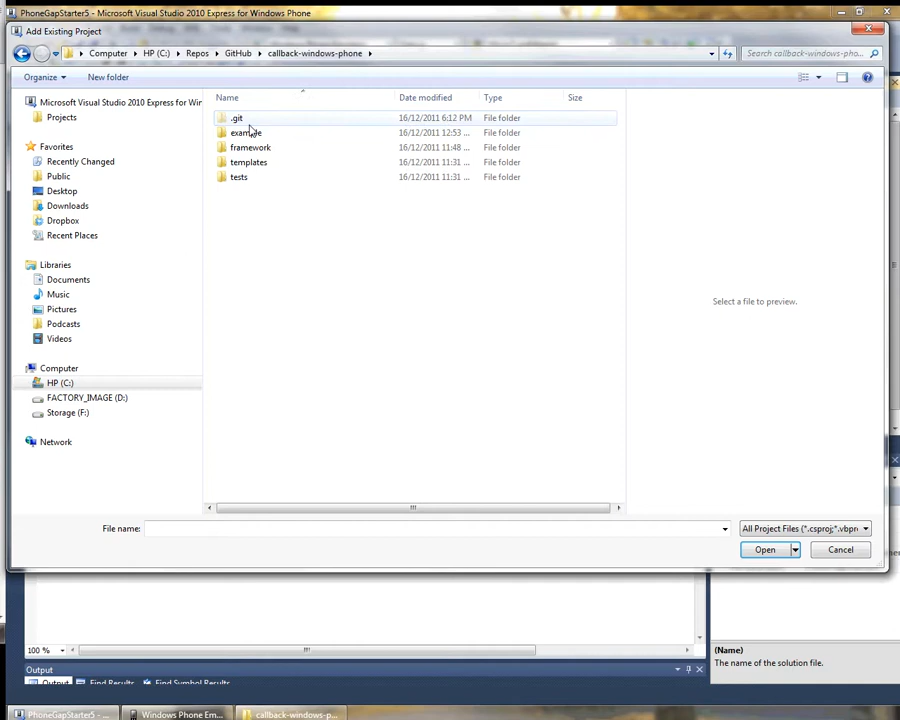 PhoneGapStarter5 - Microsoft Visual Studio 2010 Express for Windows Phone
Add Existing Project
Computer HP (C:) Repos GitHub callback-windows-phone
Search callback-windows-pho...
Organize New folder
Name Date modified Type Size
Microsoft Visual Studio 2010 Express for Win
Projects
Favorites
Recently Changed
Public
Desktop
Downloads
Dropbox
Recent Places
Libraries
Documents
Music
Pictures
Podcasts
Videos
Computer
HP (C:)
FACTORY_IMAGE (D:)
Storage (F:)
Network
.git 16/12/2011 6:12 PM File folder
example 16/12/2011 12:53 ... File folder
framework 16/12/2011 11:48 ... File folder
templates 16/12/2011 11:31 ... File folder
tests 16/12/2011 11:31 ... File folder
Select a file to preview.
File name:
All Project Files (*.csproj;*.vbpr
Open Cancel
100 %
(Name)
The name of the solution file.
Output
Output Find Results Find Symbol Results
PhoneGapStarter5 - ... Windows Phone Em... callback-windows-p...